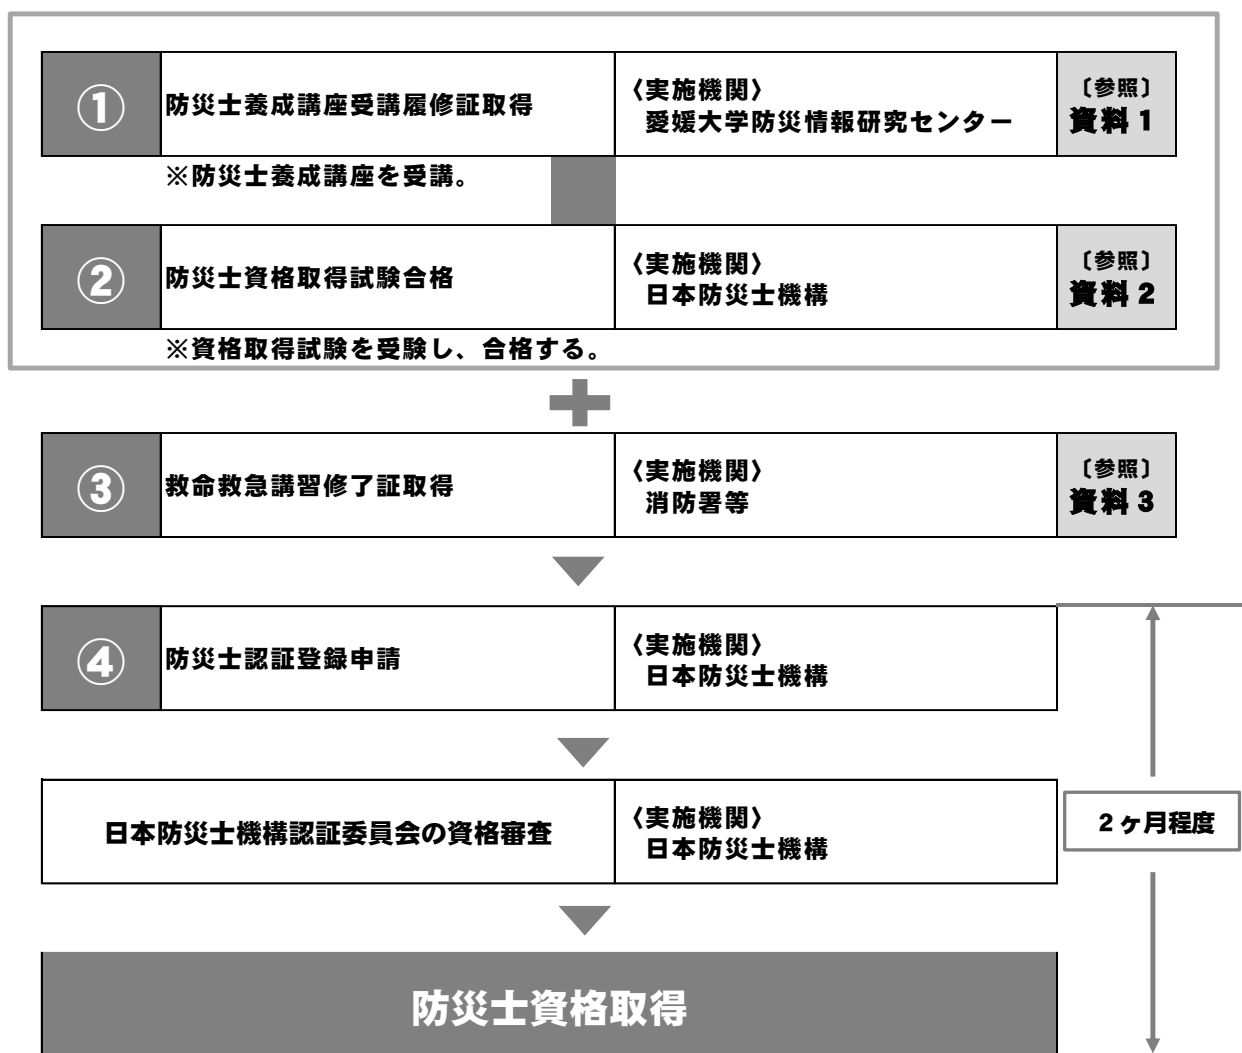 ①
防災士養成講座受講履修証取得
〈実施機関〉
愛媛大学防災情報研究センター
〔参照〕
資料1
※防災士養成講座を受講。
②
防災士資格取得試験合格
〈実施機関〉
日本防災士機構
〔参照〕
資料2
※資格取得試験を受験し、合格する。
③
救命救急講習修了証取得
〈実施機関〉
消防署等
〔参照〕
資料3
④
防災士認証登録申請
〈実施機関〉
日本防災士機構
日本防災士機構認証委員会の資格審査
〈実施機関〉
日本防災士機構
2ヶ月程度
防災士資格取得